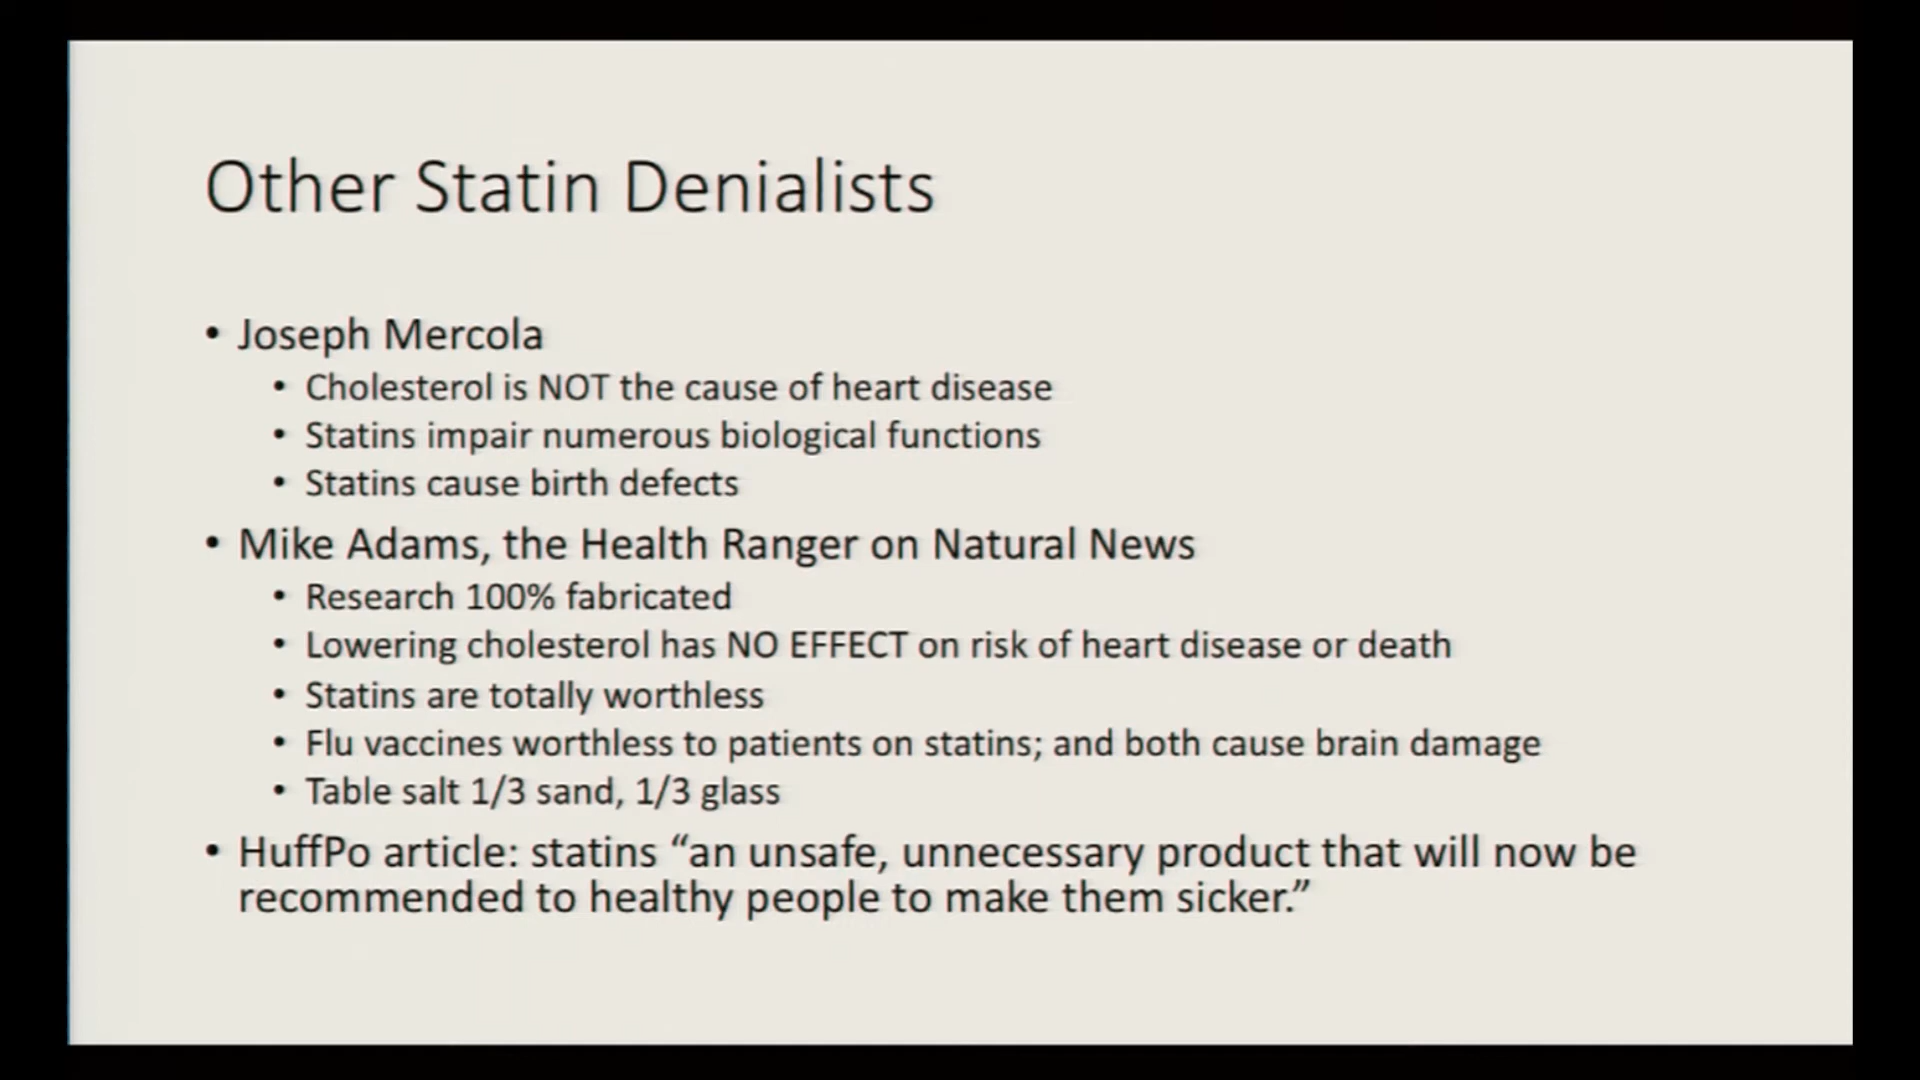 Other Statin Denialists
• Joseph Mercola
• Cholesterol is NOT the cause of heart disease
• Statins impair numerous biological functions
• Statins cause birth defects
• Mike Adams, the Health Ranger on Natural News
• Research 100% fabricated
• Lowering cholesterol has NO EFFECT on risk of heart disease or death
• Statins are totally worthless
• Flu vaccines worthless to patients on statins; and both cause brain damage
• Table salt 1/3 sand, 1/3 glass
• HuffPo article: statins “an unsafe, unnecessary product that will now be
recommended to healthy people to make them sicker.”